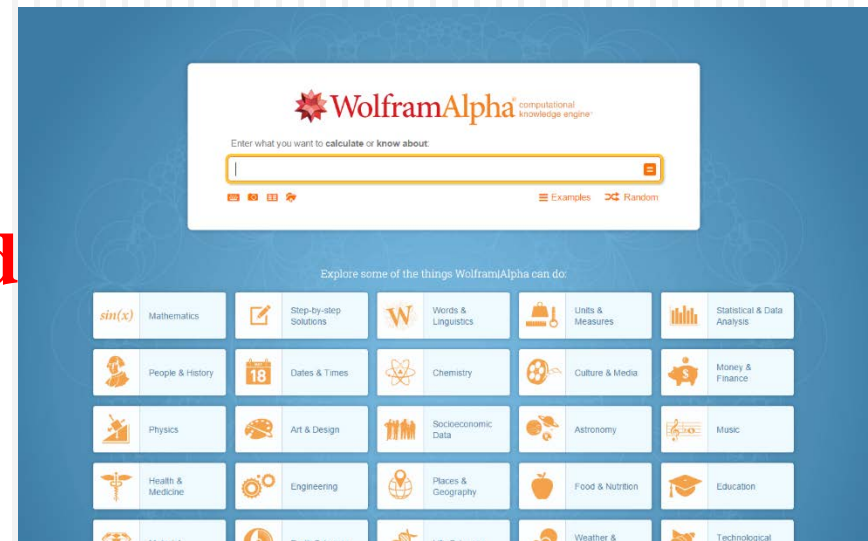 d
WolframAlpha computational knowledge engine™
Enter what you want to calculate or know about:
=
Examples Random
Explore some of the things Wolfram|Alpha can do:
sin(x) Mathematics
Step-by-step
Solutions
W Words &
Linguistics
Units &
Measures
Statistical & Data
Analysis
People & History
18 Dates & Times
Chemistry
Culture & Media
$ Money &
Finance
Physics
Art & Design
Socioeconomic
Data
Astronomy
Music
Health &
Medicine
Engineering
Places &
Geography
Food & Nutrition
Education
Weather &
Technological